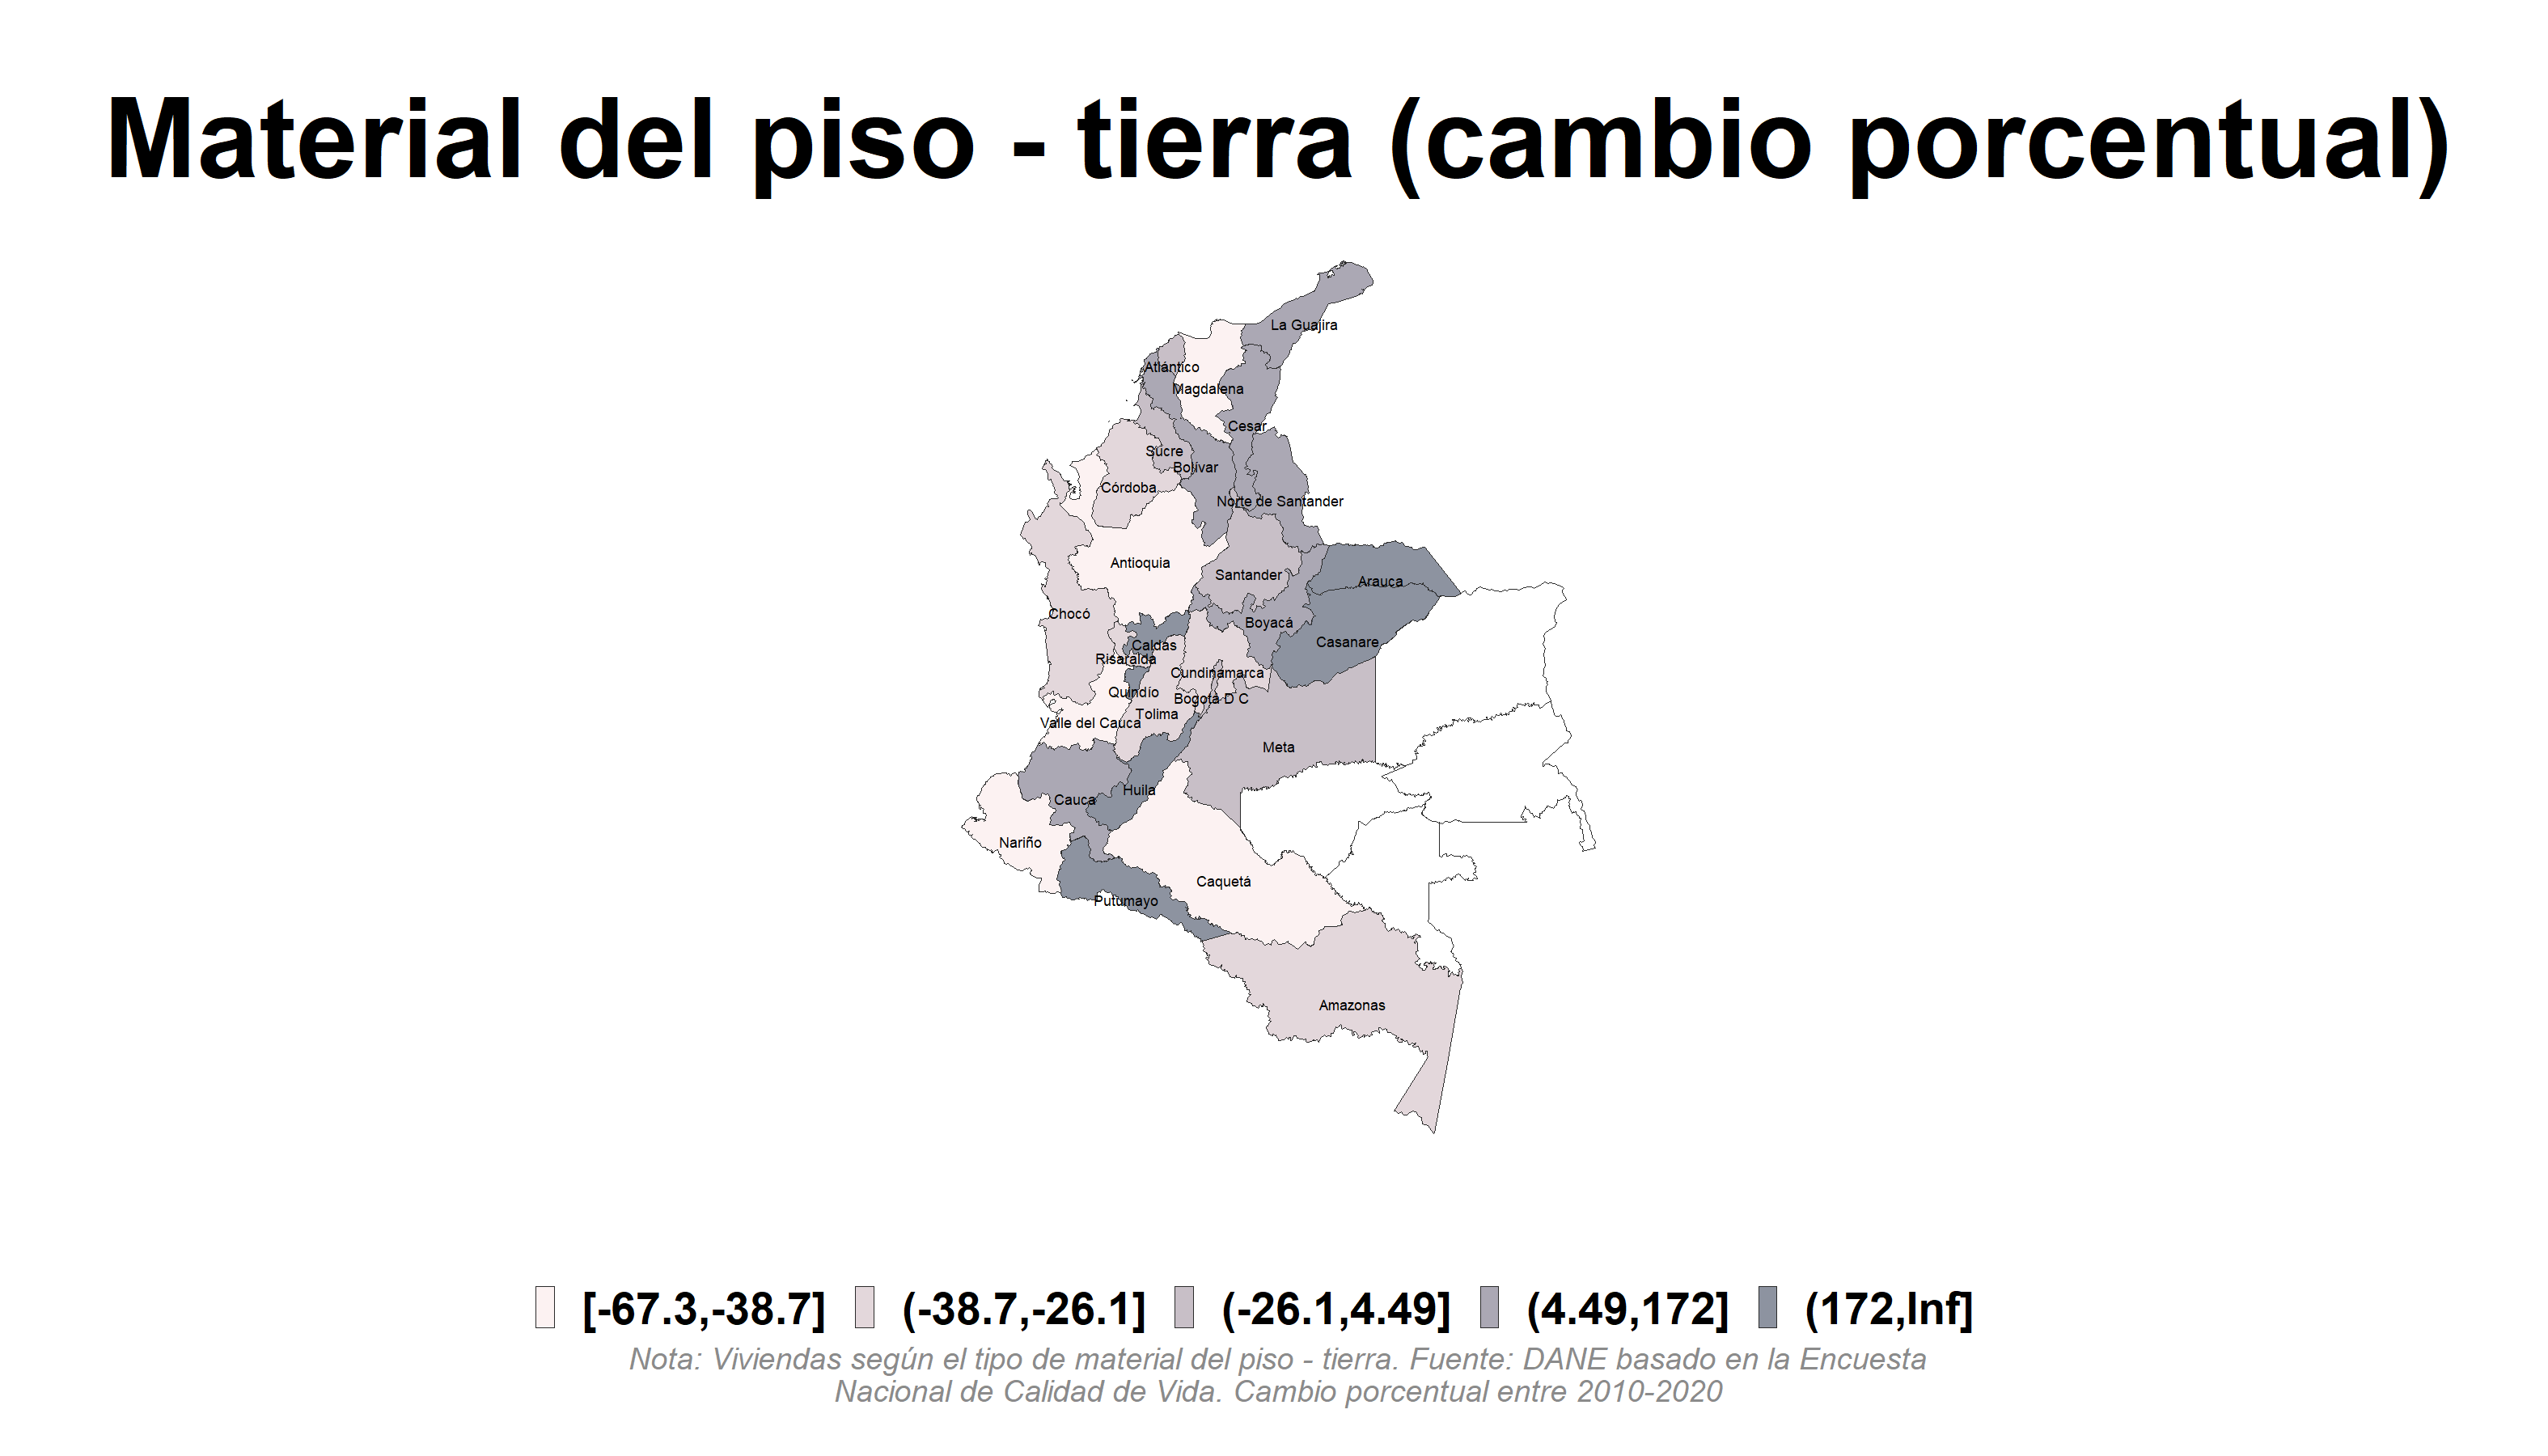 Material del piso - tierra (cambio porcentual)
La Guajira
Atlántico
Magdalena
Cesar
Sucre
Bolívar
Córdoba
Norte de Santander
Antioquia
Santander
Arauca
Chocó
Boyacá
Caldas
Casanare
Risaralda
Cundinamarca
Quindío
Bogotá D C
Tolima
Valle del Cauca
Meta
Huila
Cauca
Nariño
Caquetá
Putumayo
Amazonas
[-67.3,-38.7] (-38.7,-26.1] (-26.1,4.49] (4.49,172] (172,Inf]
Nota: Viviendas según el tipo de material del piso - tierra. Fuente: DANE basado en la Encuesta
Nacional de Calidad de Vida. Cambio porcentual entre 2010-2020